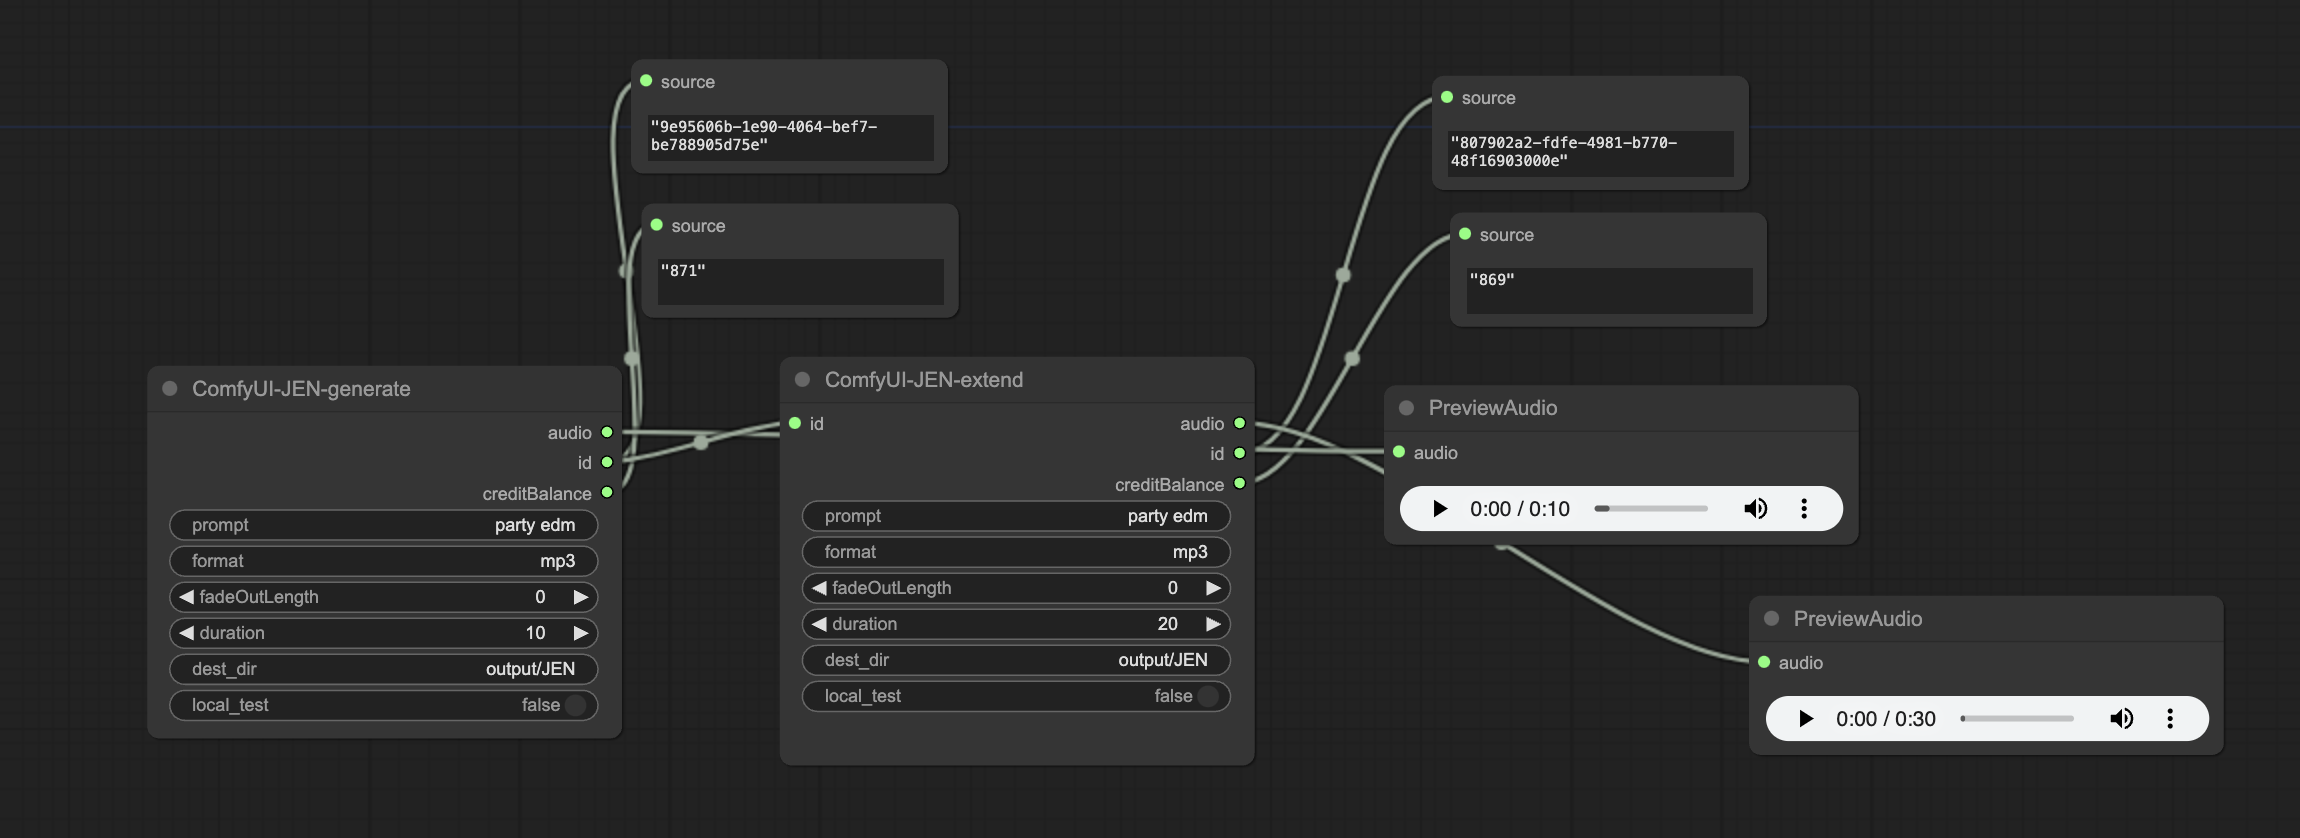 source
"9e95606b-1e90-4064-bef7-
be788905d75e"
source
"871"
ComfyUI-JEN-generate
audio
id
creditBalance
prompt party edm
format mp3
fadeOutLength 0
duration 10
dest_dir output/JEN
local_test false
ComfyUI-JEN-extend
id audio
id
creditBalance
prompt party edm
format mp3
fadeOutLength 0
duration 20
dest_dir output/JEN
local_test false
source
"807902a2-fdfe-4981-b770-
48f16903000e"
source
"869"
PreviewAudio
audio
0:00 / 0:10
PreviewAudio
audio
0:00 / 0:30